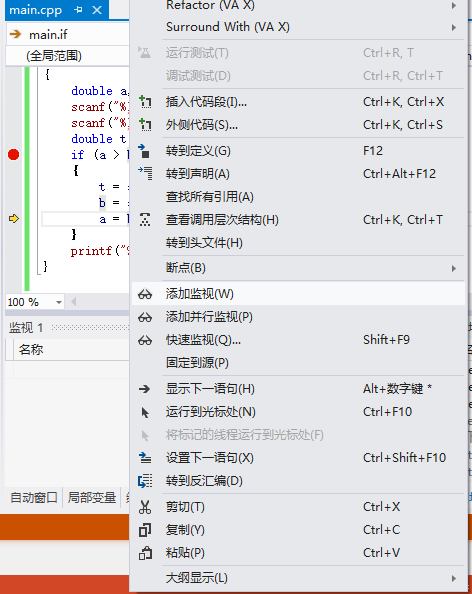 main.cpp
main.if
(全局范围)
{
double a,
scanf("%
scanf("%
double t
if (a > b
{
t =
b =
a = b
}
printf("%
}
100 %
监视 1
名称
自动窗口 局部变量
Refactor (VA X)
Surround With (VA X)
运行测试(T) Ctrl+R, T
调试测试(D) Ctrl+R, Ctrl+T
插入代码段(I)... Ctrl+K, Ctrl+X
外侧代码(S)... Ctrl+K, Ctrl+S
转到定义(G) F12
转到声明(A) Ctrl+Alt+F12
查找所有引用(A)
查看调用层次结构(H) Ctrl+K, Ctrl+T
转到头文件(H)
断点(B)
添加监视(W)
添加并行监视(P)
快速监视(Q)... Shift+F9
固定到源(P)
显示下一语句(H) Alt+数字键 *
运行到光标处(N) Ctrl+F10
将标记的线程运行到光标处(F)
设置下一语句(X) Ctrl+Shift+F10
转到反汇编(D)
剪切(T) Ctrl+X
复制(Y) Ctrl+C
粘贴(P) Ctrl+V
大纲显示(L)